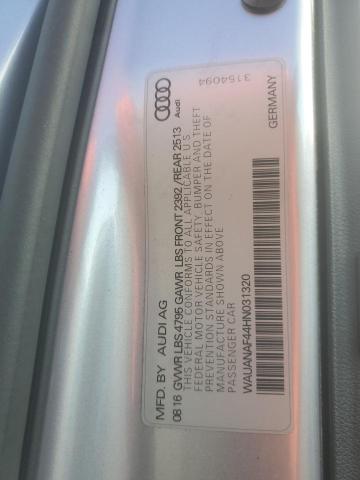 3154094
Audi
MFD. BY AUDI AG
08 16 GVWR LBS 4795 GAWR LBS FRONT 2392 /REAR 2513
THIS VEHICLE CONFORMS TO ALL APPLICABLE U S
FEDERAL MOTOR VEHICLE SAFETY, BUMPER AND THEFT
PREVENTION STANDARDS IN EFFECT ON THE DATE OF
MANUFACTURE SHOWN ABOVE.
PASSENGER CAR
WAUANAF44HN031320
GERMANY